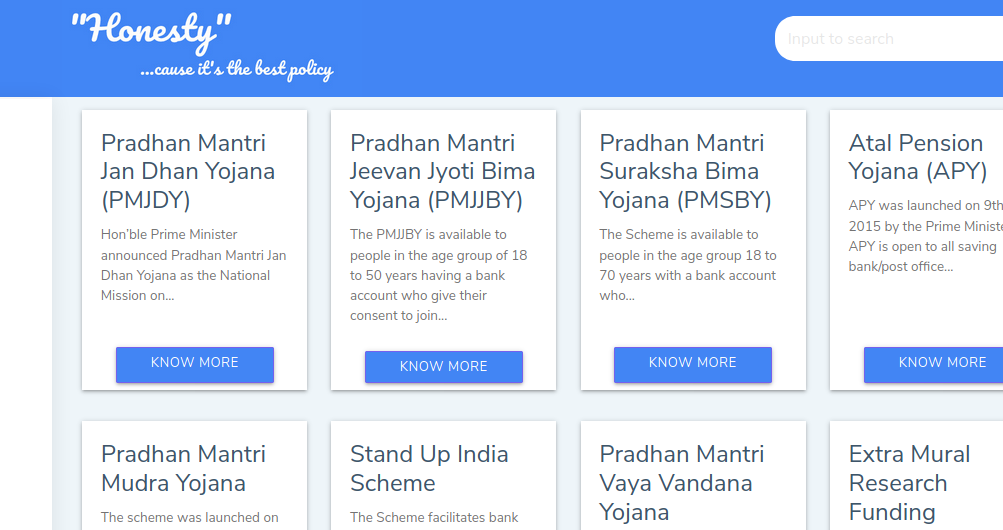 "Honesty"
...cause it's the best policy
Input to search
Pradhan Mantri
Jan Dhan Yojana
(PMJDY)
Hon'ble Prime Minister
announced Pradhan Mantri Jan
Dhan Yojana as the National
Mission on...
KNOW MORE
Pradhan Mantri
Jeevan Jyoti Bima
Yojana (PMJJBY)
The PMJJBY is available to
people in the age group of 18
to 50 years having a bank
account who give their
consent to join...
KNOW MORE
Pradhan Mantri
Suraksha Bima
Yojana (PMSBY)
The Scheme is available to
people in the age group 18 to
70 years with a bank account
who...
KNOW MORE
Atal Pension
Yojana (APY)
APY was launched on 9th
2015 by the Prime
APY is open to all saving
bank/post office...
KNOW MORE
Pradhan Mantri
Mudra Yojana
The scheme was launched on
Stand Up India
Scheme
The Scheme facilitates bank
Pradhan Mantri
Vaya Vandana
Yojana
Extra Mural
Research
Funding